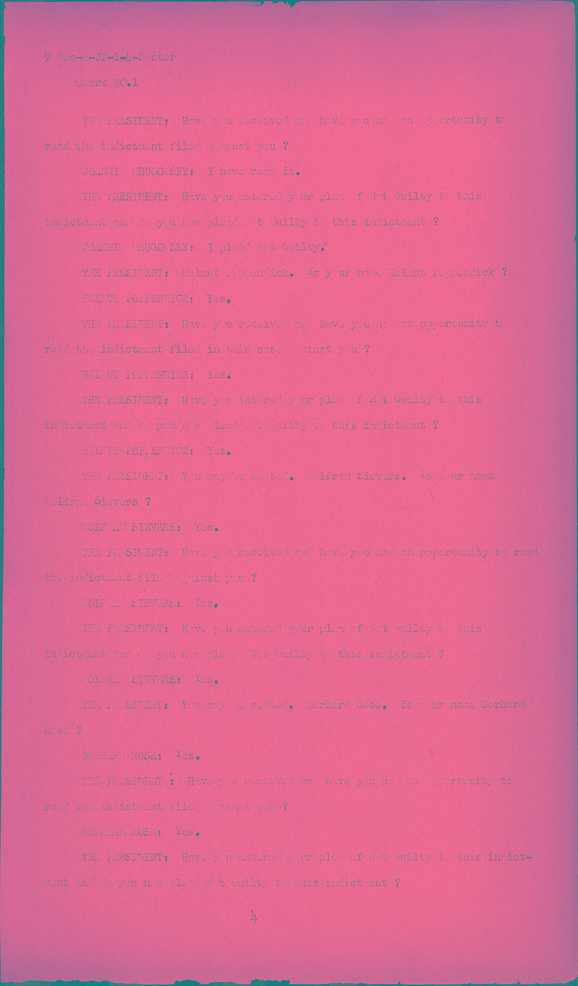 9 Dec-
Court NO.1
THE PRESIDENT: Have you received and have you had an opportunity to
read the indictment filed against you ?
JOACHIM MRUGOWSKY: I have read it.
THE PRESIDENT: Have you entered your plea of Not Guilty to this
indictment and do you now plead Not Guilty to this indictment ?
JOACHIM MRUGOWSKY: I plead Not Guilty.
THE PRESIDENT: Helmut Poppendick. Is your name Helmut Poppendick ?
HELMUT POPPENDICK: Yes.
THE PRESIDENT: Have you received and have you had an opportunity t
read the indictment filed in this case against you ?
HELMUT POPPENDICK: Yes.
THE PRESIDENT: Have you entered your plea of Not Guilty to this
indictment and do you now plead Not Guilty to this indictment ?
HELMUT POPPENDICK: Yes.
THE PRESIDENT: You may be seated. Wolfram Sievers. Is your name
Wolfram Sievers ?
SIEVERS: Yes.
THE PRESIDENT: Have you received and have you had an opportunity to read
the indictment filed against you ?
SIEVERS: Yes.
THE PRESIDENT: Have you entered your plea of Not Guilty to this
indictment and do you now plead Not Guilty to this indictment ?
SIEVERS: Yes.
THE PRESIDENT: You may be seated. Gerhard Rose. Is your name Gerhard
Rose ?
GERHARD ROSE: Yes.
THE PRESIDENT : Have you received and have you had an opportunity to
read the indictment filed against you ?
GERHARD ROSE: Yes.
THE PRESIDENT: Have you entered your plea of Not Guilty to this indict-
ment and do you now plead Not Guilty to this indictment ?
4